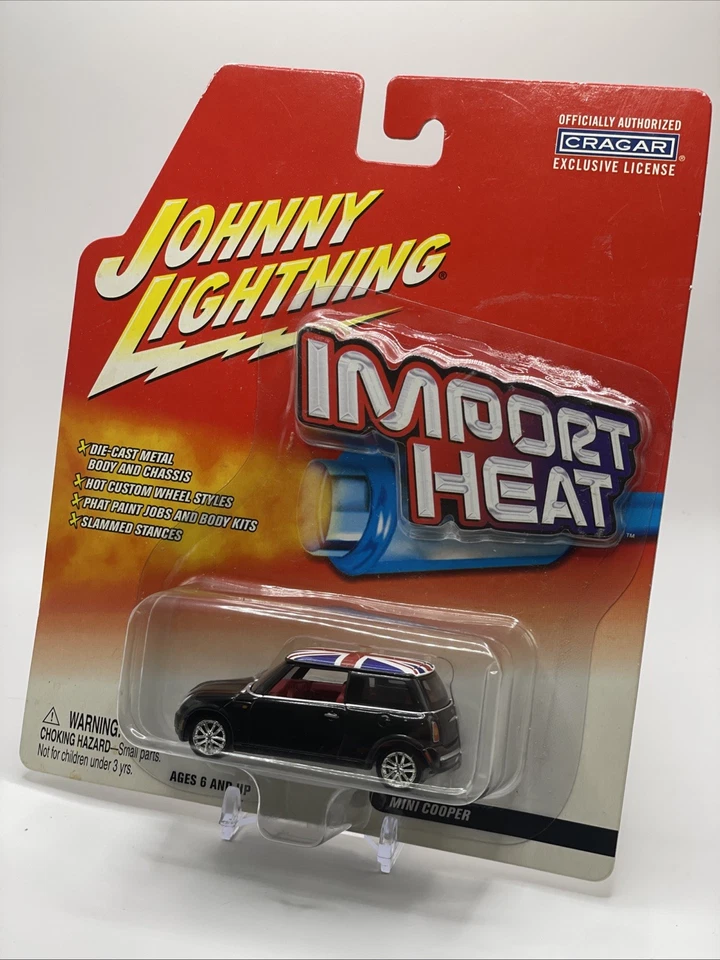 OFFICIALLY AUTHORIZED
CRAGAR®
EXCLUSIVE LICENSE
JOHNNY
LIGHTNING®
IMPORT
HEAT™
X DIE-CAST METAL
BODY AND CHASSIS
X HOT CUSTOM WHEEL STYLES
X PHAT PAINT JOBS AND BODY KITS
X SLAMMED STANCES
WARNING:
CHOKING HAZARD—Small parts.
Not for children under 3 yrs.
AGES 6 AND UP
MINI COOPER